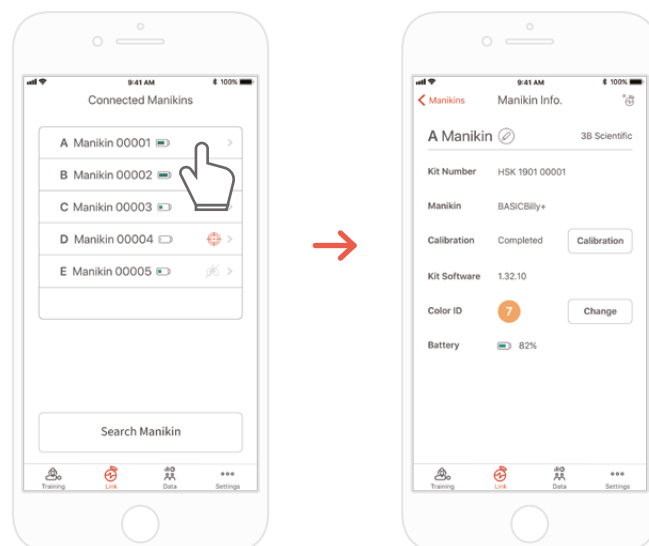 9:41 AM
100%
Connected Manikins
A Manikin 00001
B Manikin 00002
C Manikin 00003
D Manikin 00004
E Manikin 00005
Search Manikin
Training Link Data Settings
9:41 AM
100%
Manikins Manikin Info.
A Manikin 3B Scientific
Kit Number HSK 1901 00001
Manikin BASICBilly+
Calibration Completed Calibration
Kit Software 1.32.10
Color ID 7 Change
Battery 82%
Training Link Data Settings